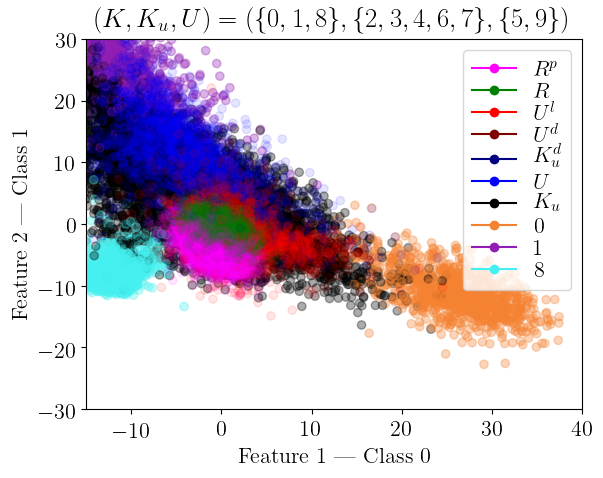 (K, K_u, U) = ({0, 1, 8}, {2, 3, 4, 6, 7}, {5, 9})
30
20
10
0
−10
−20
−30
Feature 2 — Class 1
R^p
R
U^l
U^d
K_u^d
U
K_u
0
1
8
−10
0
10
20
30
40
Feature 1 — Class 0